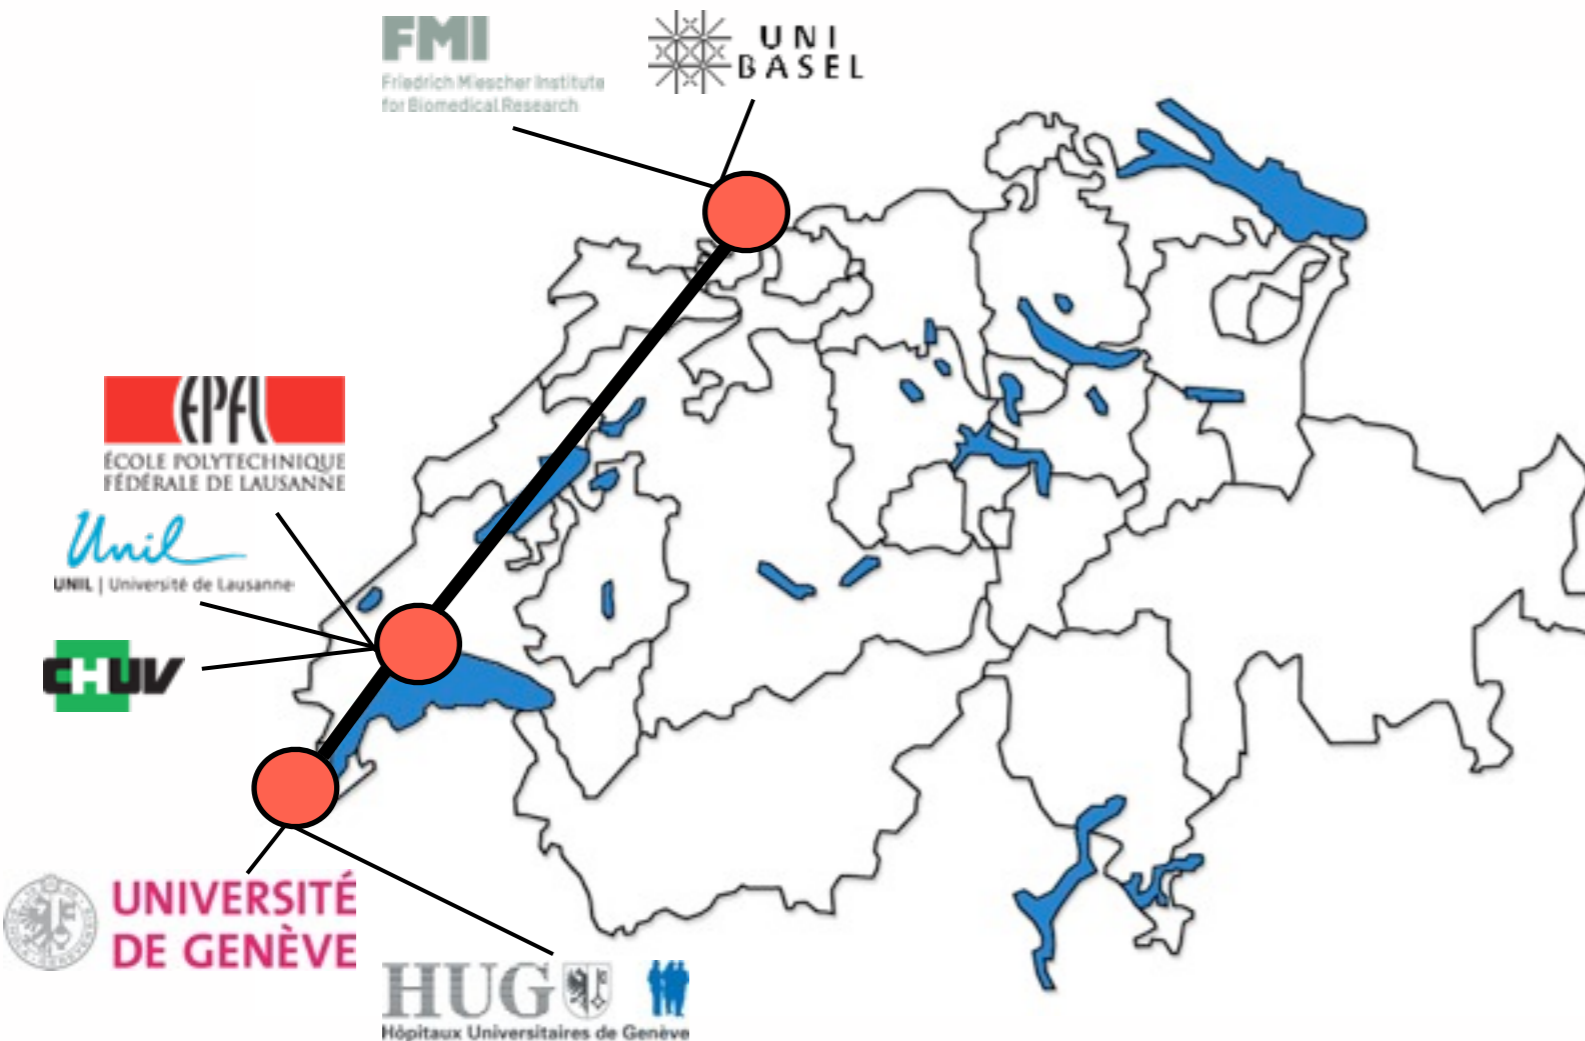 FMI
Friedrich Miescher Institute
for Biomedical Research
UNI
BASEL
EPFL
ÉCOLE POLYTECHNIQUE
FÉDÉRALE DE LAUSANNE
Unil
UNIL | Université de Lausanne
CHUV
UNIVERSITÉ
DE GENÈVE
HUG
Hôpitaux Universitaires de Genève